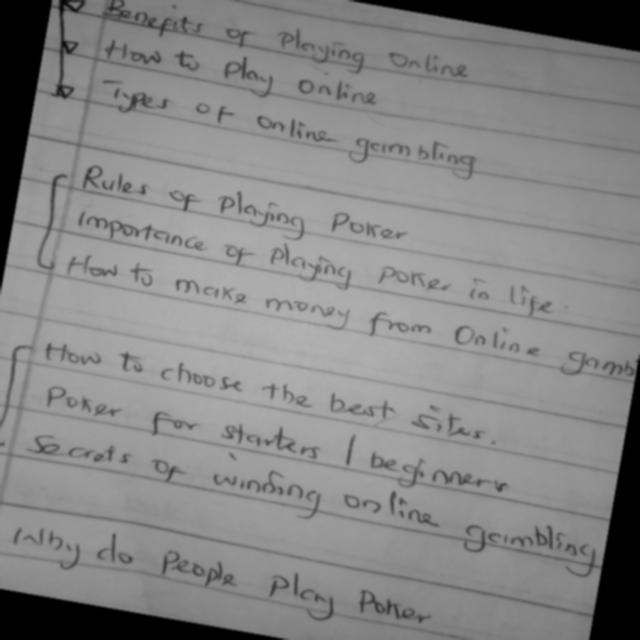 Benefits of Playing Online
How to play online
Types of online gambling
Rules of playing Poker
importance of playing poker in life.
How to make money from Online gamb
How to choose the best sites.
Poker for starters / beginners
Secrets of winning online gambling
Why do People Play Poker